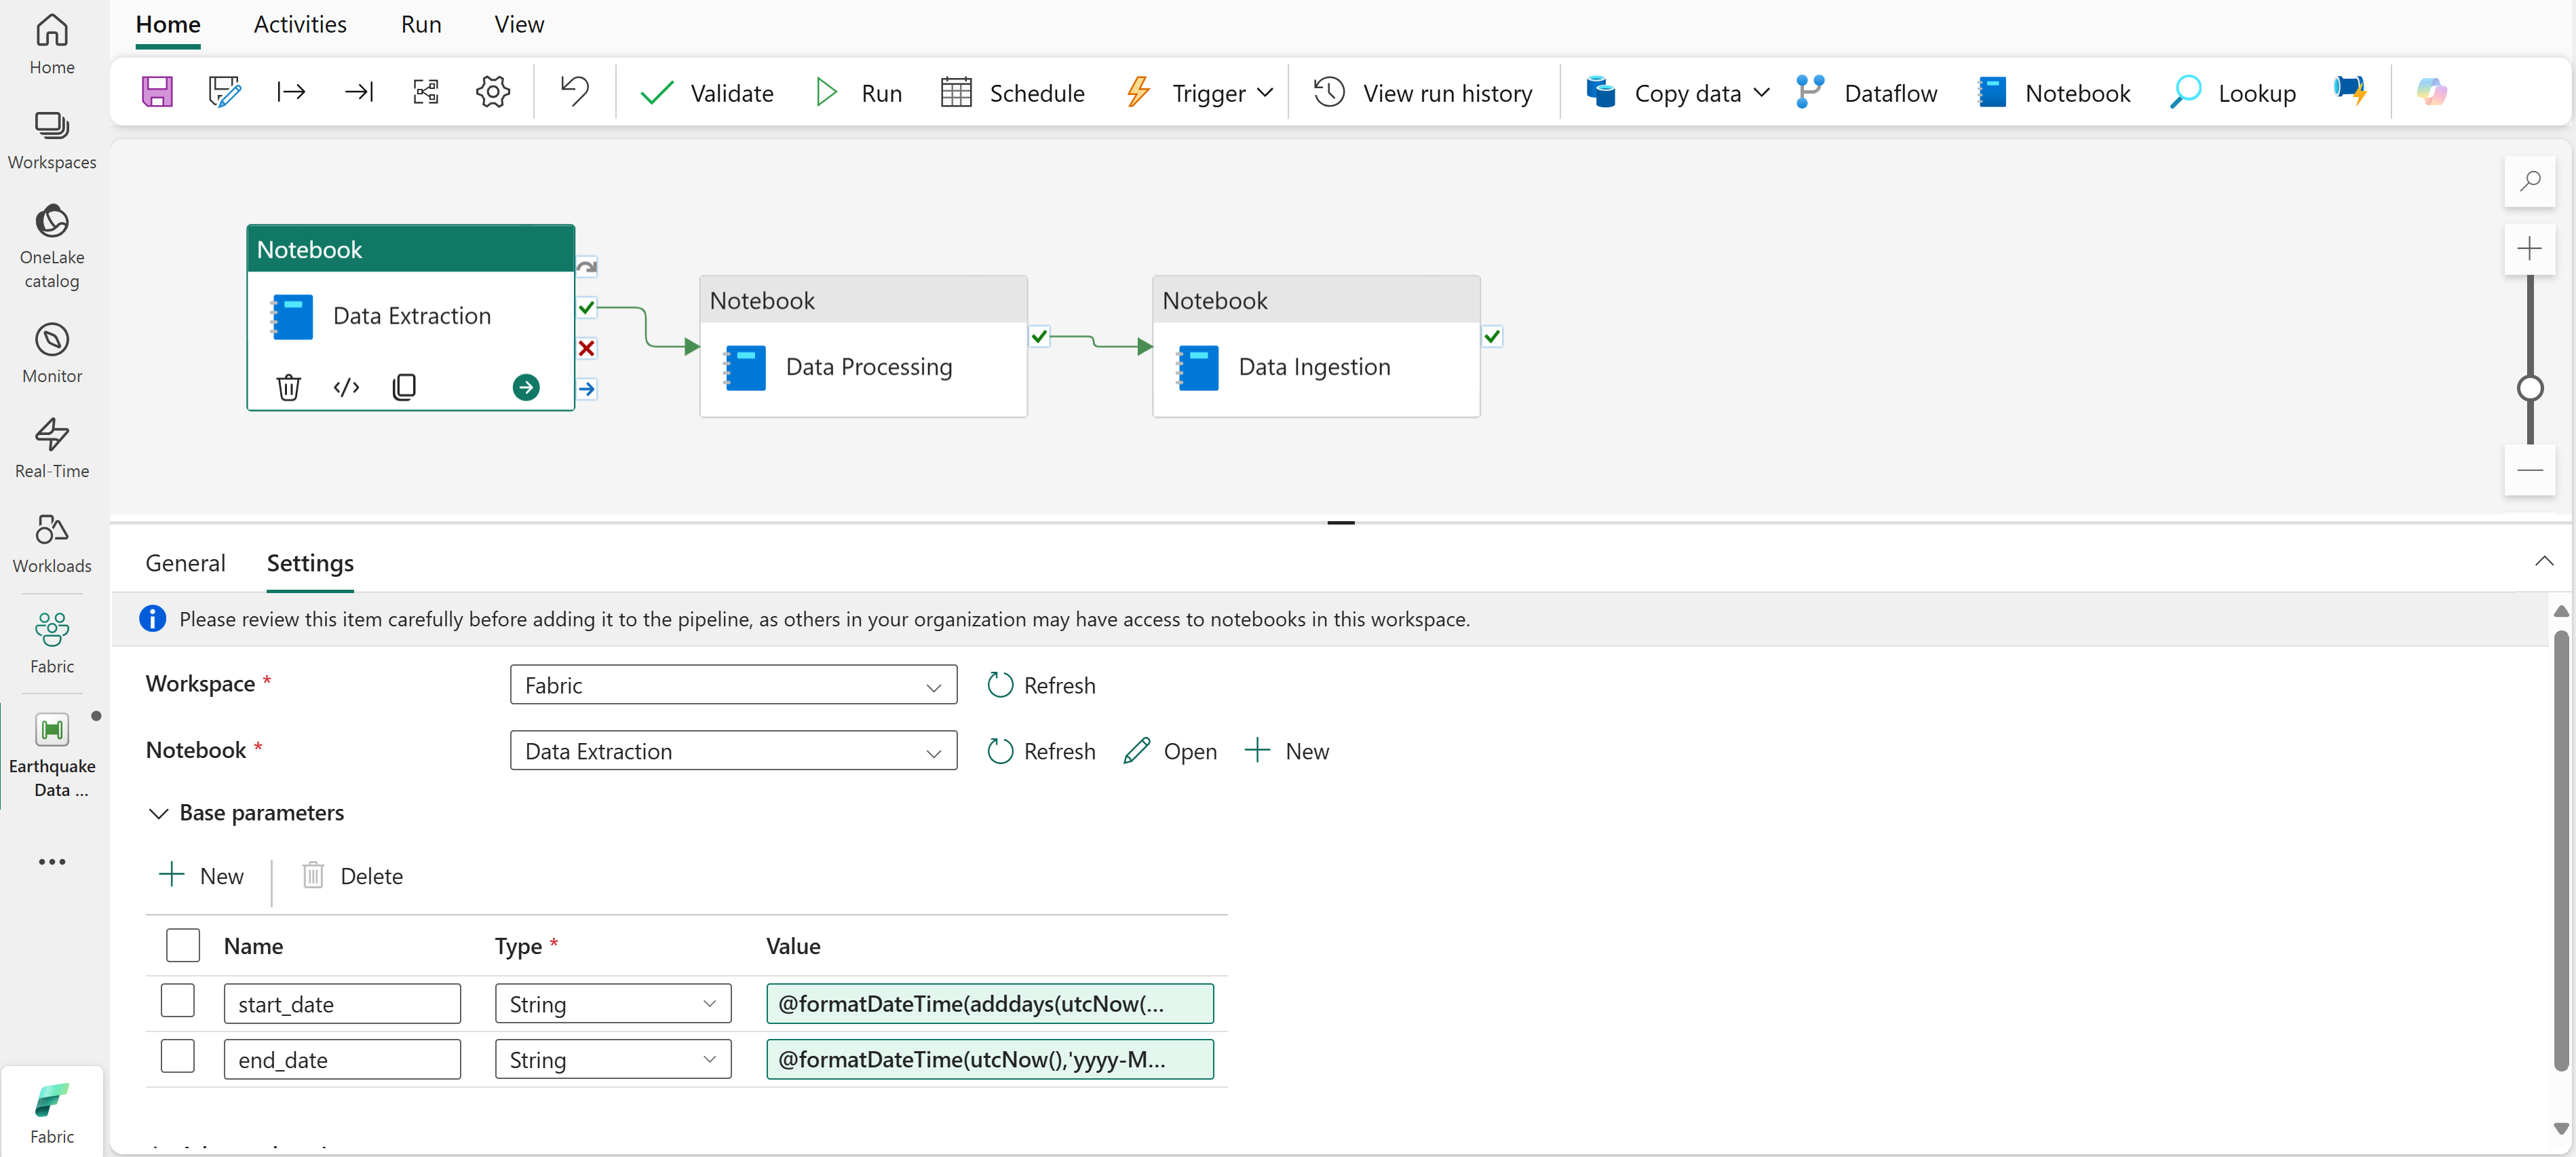 Home Activities Run View
Validate Run Schedule Trigger View run history Copy data Dataflow Notebook Lookup
Home
Workspaces
OneLake
catalog
Monitor
Real-Time
Workloads
Fabric
Earthquake
Data ...
Fabric
Notebook
Data Extraction
Notebook
Data Processing
Notebook
Data Ingestion
General Settings
Please review this item carefully before adding it to the pipeline, as others in your organization may have access to notebooks in this workspace.
Workspace * Fabric Refresh
Notebook * Data Extraction Refresh Open New
Base parameters
New Delete
Name Type * Value
start_date String @formatDateTime(adddays(utcNow(...
end_date String @formatDateTime(utcNow(),'yyyy-M...